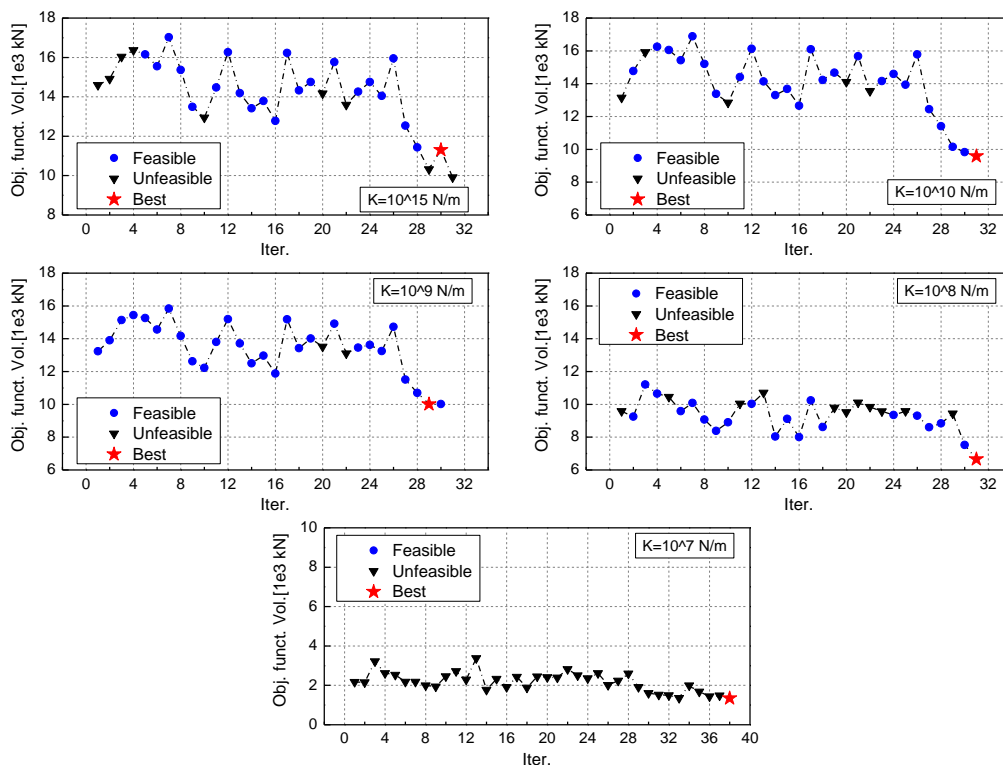 18
16
14
12
10
8
Obj. funct. Vol.[1e3 kN]
Feasible
Unfeasible
Best
K=10^15 N/m
0 4 8 12 16 20 24 28 32
Iter.
18
16
14
12
10
8
6
Obj. funct. Vol.[1e3 kN]
Feasible
Unfeasible
Best
K=10^10 N/m
0 4 8 12 16 20 24 28 32
Iter.
18
16
14
12
10
8
6
Obj. funct. Vol.[1e3 kN]
K=10^9 N/m
Feasible
Unfeasible
Best
0 4 8 12 16 20 24 28 32
Iter.
18
16
14
12
10
8
6
Obj. funct. Vol.[1e3 kN]
Feasible
Unfeasible
Best
K=10^8 N/m
0 4 8 12 16 20 24 28 32
Iter.
10
8
6
4
2
0
Obj. funct. Vol.[1e3 kN]
Feasible
Unfeasible
Best
K=10^7 N/m
0 4 8 12 16 20 24 28 32 36 40
Iter.